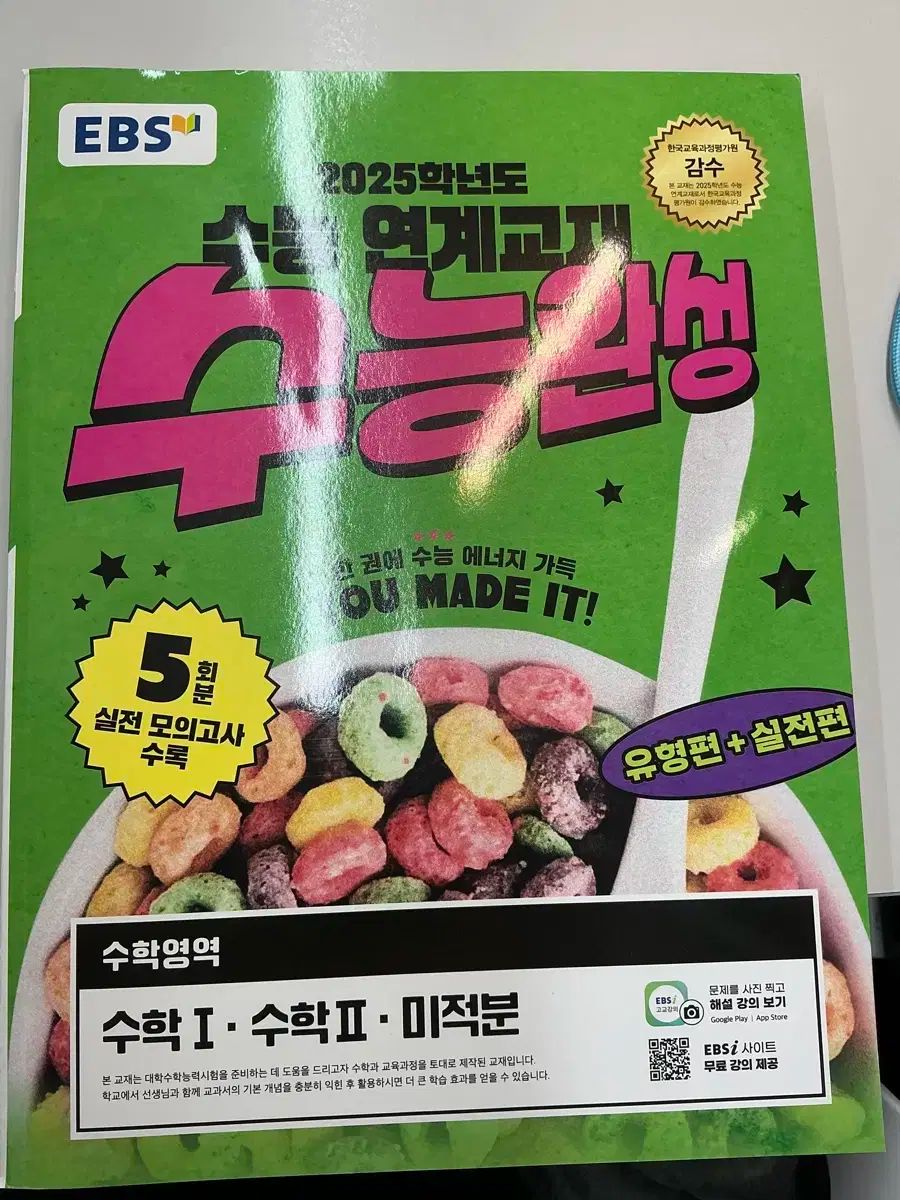 EBS
2025학년도
수능 연계교재
수능완성
한국교육과정평가원
감수
본 교재는 2025학년도 수능
연계교재로서 한국교육과정
평가원이 감수하였습니다.
한 권에 수능 에너지 가득
YOU MADE IT!
5회분
실전 모의고사
수록
유형편 + 실전편
수학영역
수학Ⅰ · 수학Ⅱ · 미적분
본 교재는 대학수학능력시험을 준비하는 데 도움을 드리고자 수학과 교육과정을 토대로 제작된 교재입니다.
학교에서 선생님과 함께 교과서의 기본 개념을 충분히 익힌 후 활용하시면 더 큰 학습 효과를 얻을 수 있습니다.
EBSi
고교강의
문제를 사진 찍고
해설 강의 보기
Google Play | App Store
EBSi 사이트
무료 강의 제공